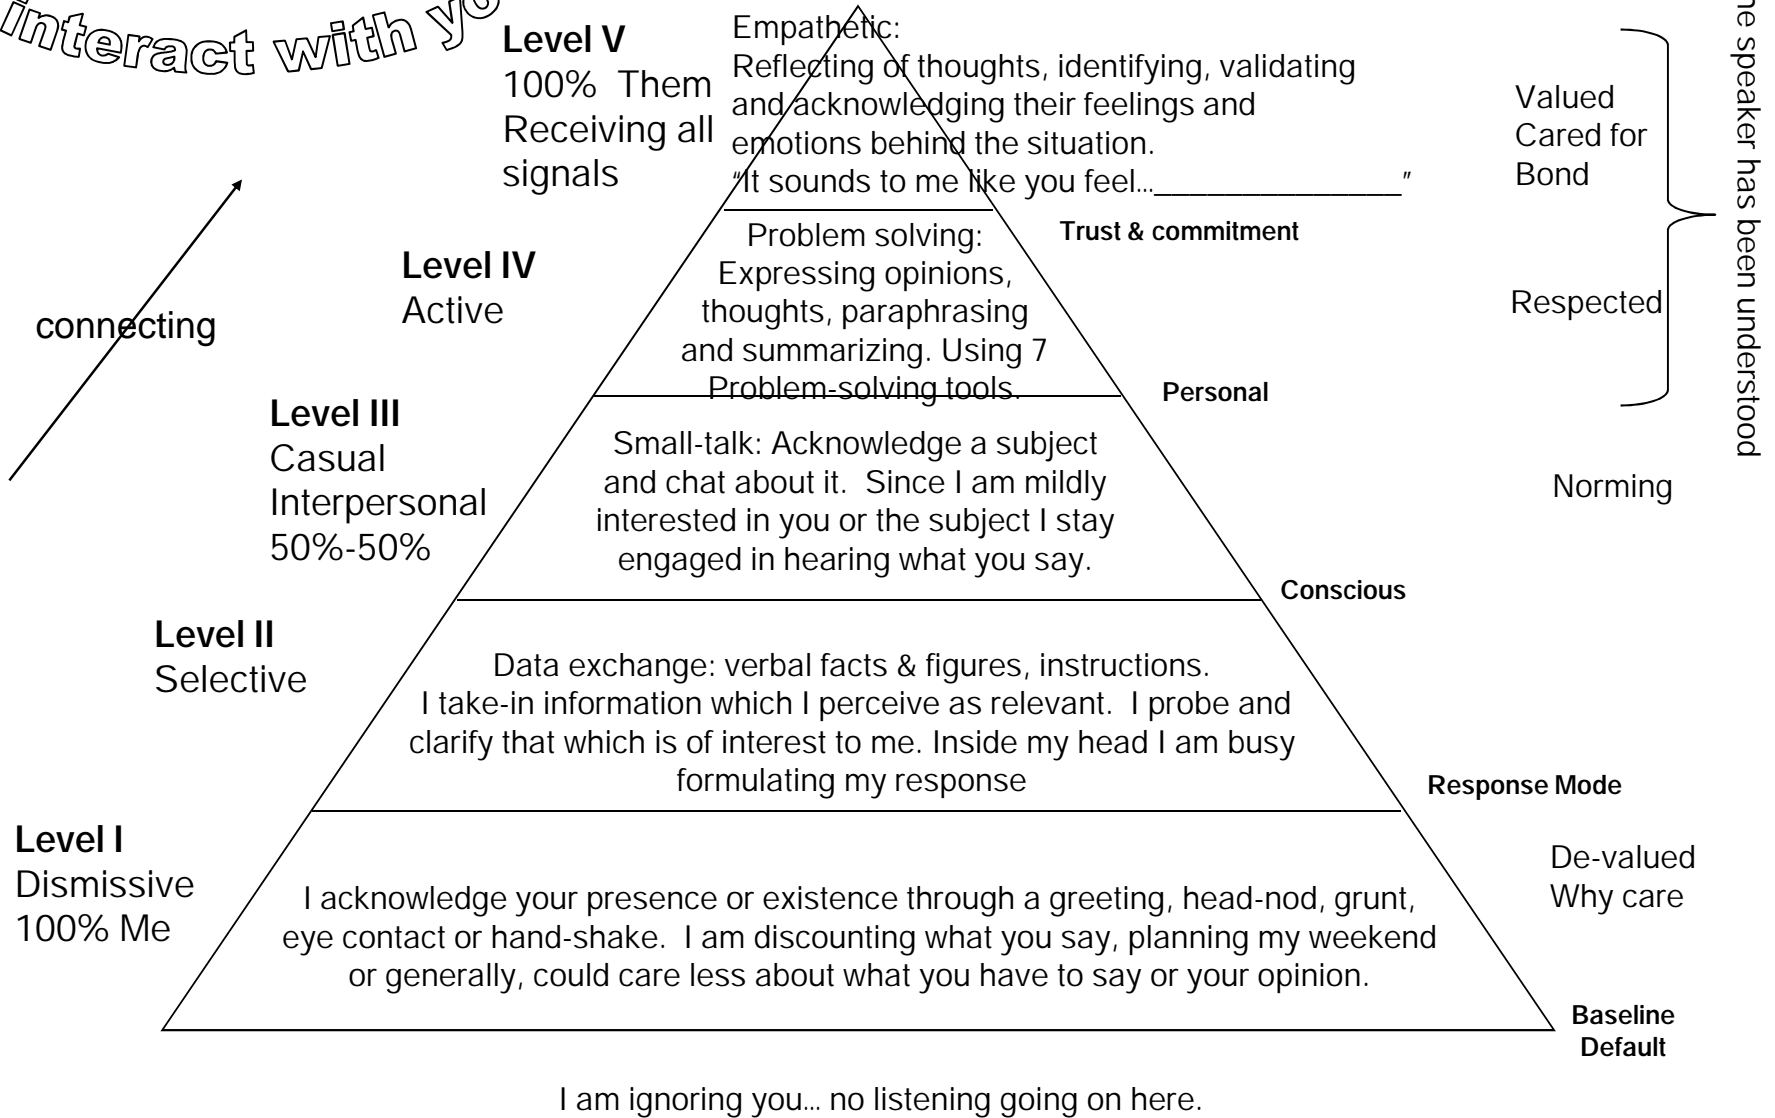 interact with yo
Level V
100%  Them
Receiving all
signals
Empathetic:
Reflecting of thoughts, identifying, validating
and acknowledging their feelings and
emotions behind the situation.
“It sounds to me like you feel…_______________”
Valued
Cared for
Bond
speaker has been understood
Trust & commitment
Level IV
Active
Problem solving:
Expressing opinions,
thoughts, paraphrasing
and summarizing. Using 7
Problem-solving tools.
Respected
connecting
Personal
Level III
Casual
Interpersonal
50%-50%
Small-talk: Acknowledge a subject
and chat about it.  Since I am mildly
interested in you or the subject I stay
engaged in hearing what you say.
Norming
Conscious
Level II
Selective
Data exchange: verbal facts & figures, instructions.
I take-in information which I perceive as relevant.  I probe and
clarify that which is of interest to me. Inside my head I am busy
formulating my response
Response Mode
Level I
Dismissive
100% Me
I acknowledge your presence or existence through a greeting, head-nod, grunt,
eye contact or hand-shake.  I am discounting what you say, planning my weekend
or generally, could care less about what you have to say or your opinion.
De-valued
Why care
Baseline
Default
I am ignoring you… no listening going on here.